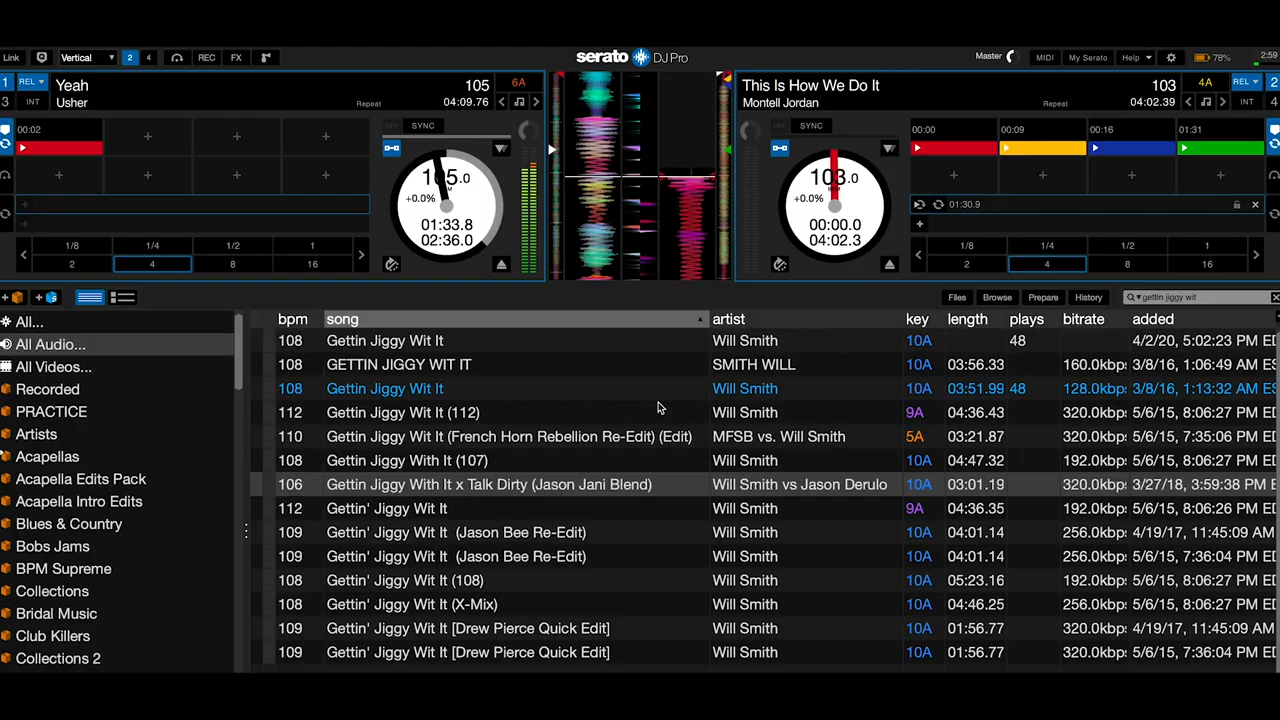 Link Vertical 2 4 REC FX serato DJ Pro Master MIDI My Serato Help 78% 2:59
1 REL Yeah 105 6A This Is How We Do It 103 4A REL 2
3 INT Usher Repeat 04:09.76 Montell Jordan Repeat 04:02.39 INT 4
OFF SYNC OFF SYNC
00:02 00:00 00:09 00:16 01:31
105.0 103.0
BPM BPM
+0.0% +0.0%
01:33.8 00:00.0 01:30.9
02:36.0 04:02.3
1/8 1/4 1/2 1 1/8 1/4 1/2 1
2 4 8 16 2 4 8 16
Files Browse Prepare History gettin jiggy wit
All...
All Audio...
All Videos...
Recorded
PRACTICE
Artists
Acapellas
Acapella Edits Pack
Acapella Intro Edits
Blues & Country
Bobs Jams
BPM Supreme
Collections
Bridal Music
Club Killers
Collections 2
bpm song artist key length plays bitrate added
108 Gettin Jiggy Wit It Will Smith 10A 48 4/2/20, 5:02:23 PM ED
108 GETTIN JIGGY WIT IT SMITH WILL 10A 03:56.33 160.0kbps 3/8/16, 1:06:49 AM ES
108 Gettin Jiggy Wit It Will Smith 10A 03:51.99 48 128.0kbps 3/8/16, 1:13:32 AM ES
112 Gettin Jiggy Wit It (112) Will Smith 9A 04:36.43 320.0kbps 5/6/15, 8:06:27 PM ED
110 Gettin Jiggy Wit It (French Horn Rebellion Re-Edit) (Edit) MFSB vs. Will Smith 5A 03:21.87 320.0kbps 5/6/15, 7:35:06 PM ED
108 Gettin Jiggy With It (107) Will Smith 10A 04:47.32 192.0kbps 5/6/15, 8:06:27 PM ED
106 Gettin Jiggy With It x Talk Dirty (Jason Jani Blend) Will Smith vs Jason Derulo 10A 03:01.19 320.0kbps 3/27/18, 3:59:38 PM E
112 Gettin' Jiggy Wit It Will Smith 9A 04:36.35 320.0kbps 5/6/15, 8:06:26 PM ED
109 Gettin' Jiggy Wit It (Jason Bee Re-Edit) Will Smith 10A 04:01.14 256.0kbps 4/19/17, 11:45:09 AM
109 Gettin' Jiggy Wit It (Jason Bee Re-Edit) Will Smith 10A 04:01.14 256.0kbps 5/6/15, 7:36:04 PM ED
108 Gettin' Jiggy Wit It (108) Will Smith 10A 05:23.16 192.0kbps 5/6/15, 8:06:27 PM ED
108 Gettin' Jiggy Wit It (X-Mix) Will Smith 10A 04:46.25 256.0kbps 5/6/15, 8:06:27 PM ED
109 Gettin' Jiggy Wit It [Drew Pierce Quick Edit] Will Smith 10A 01:56.77 320.0kbps 4/19/17, 11:45:09 AM
109 Gettin' Jiggy Wit It [Drew Pierce Quick Edit] Will Smith 10A 01:56.77 320.0kbps 5/6/15, 7:36:04 PM ED